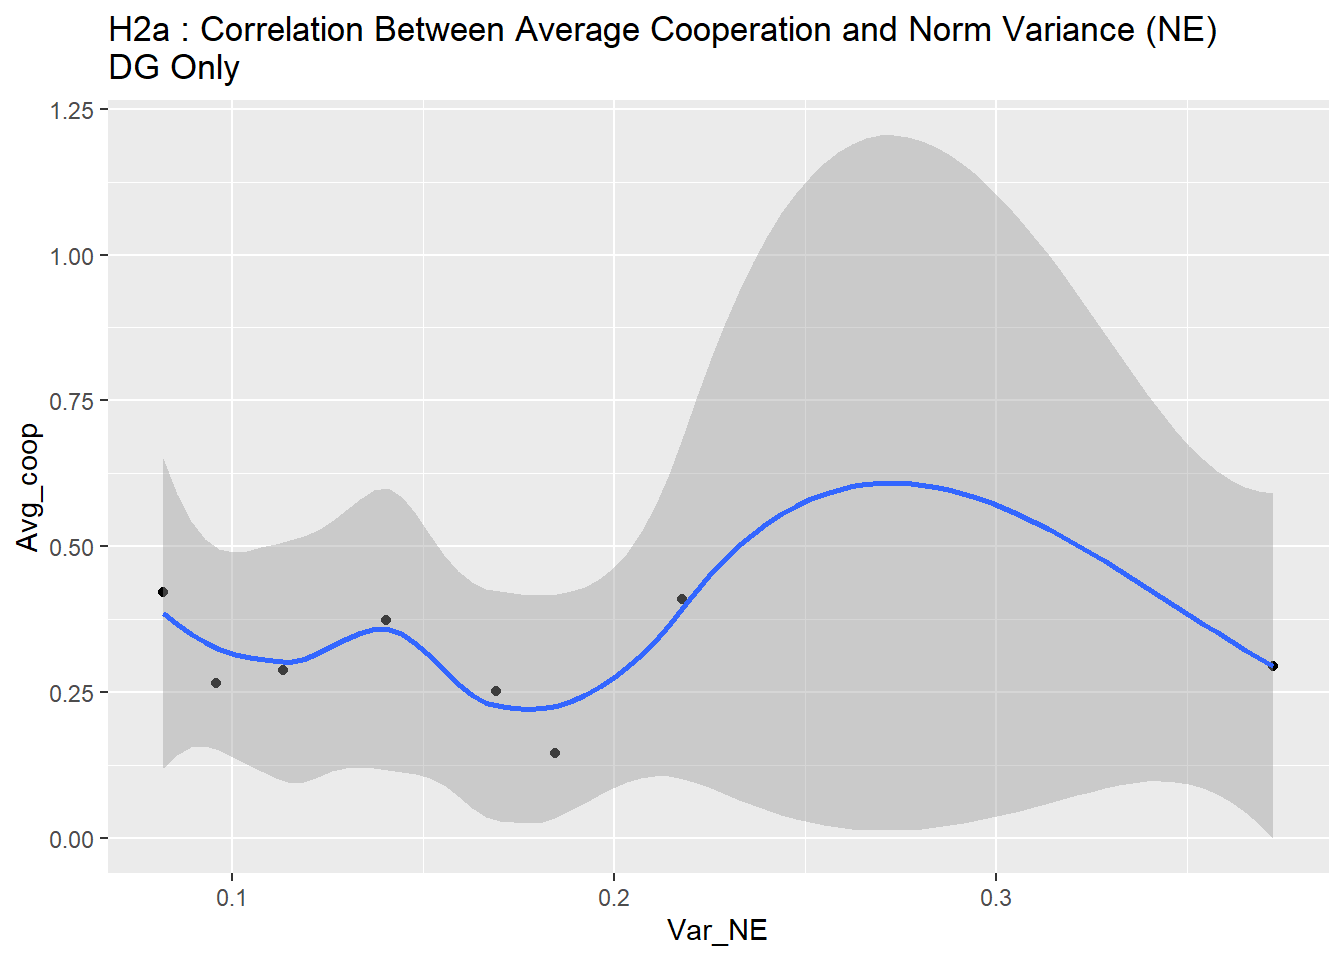 H2a : Correlation Between Average Cooperation and Norm Variance (NE)
DG Only
1.25
1.00
0.75
0.50
0.25
0.00
Avg_coop
0.1 0.2 0.3
Var_NE